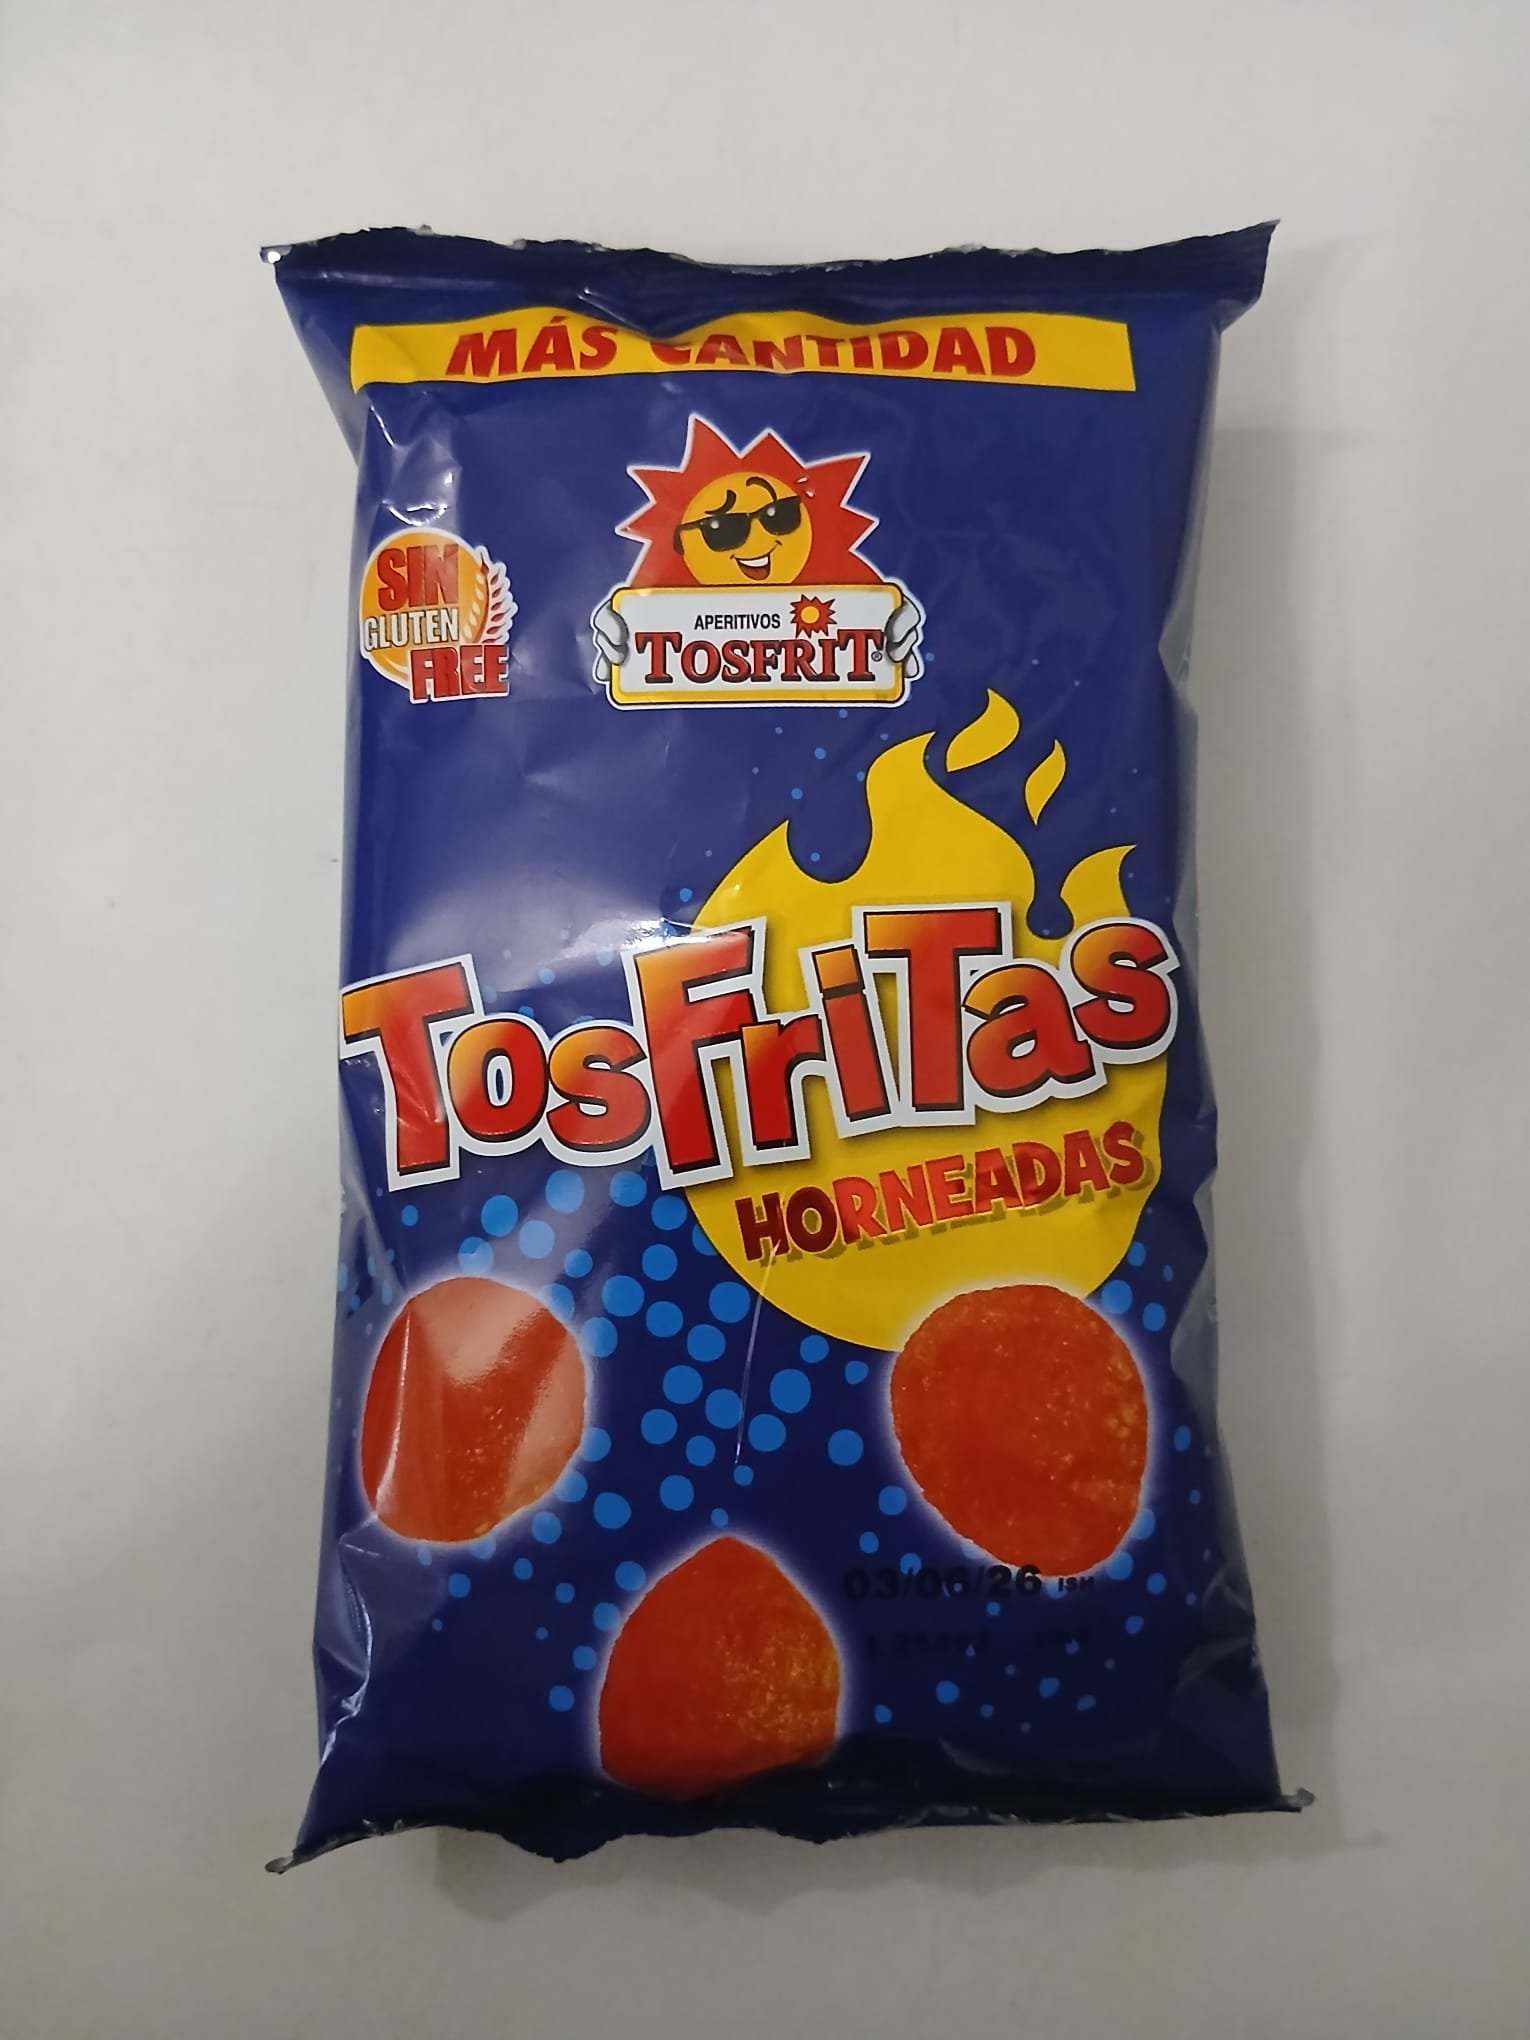 MÁS CANTIDAD
SIN
GLUTEN
FREE
APERITIVOS
TOSFRIT®
TosFriTas
HORNEADAS
03/06/26